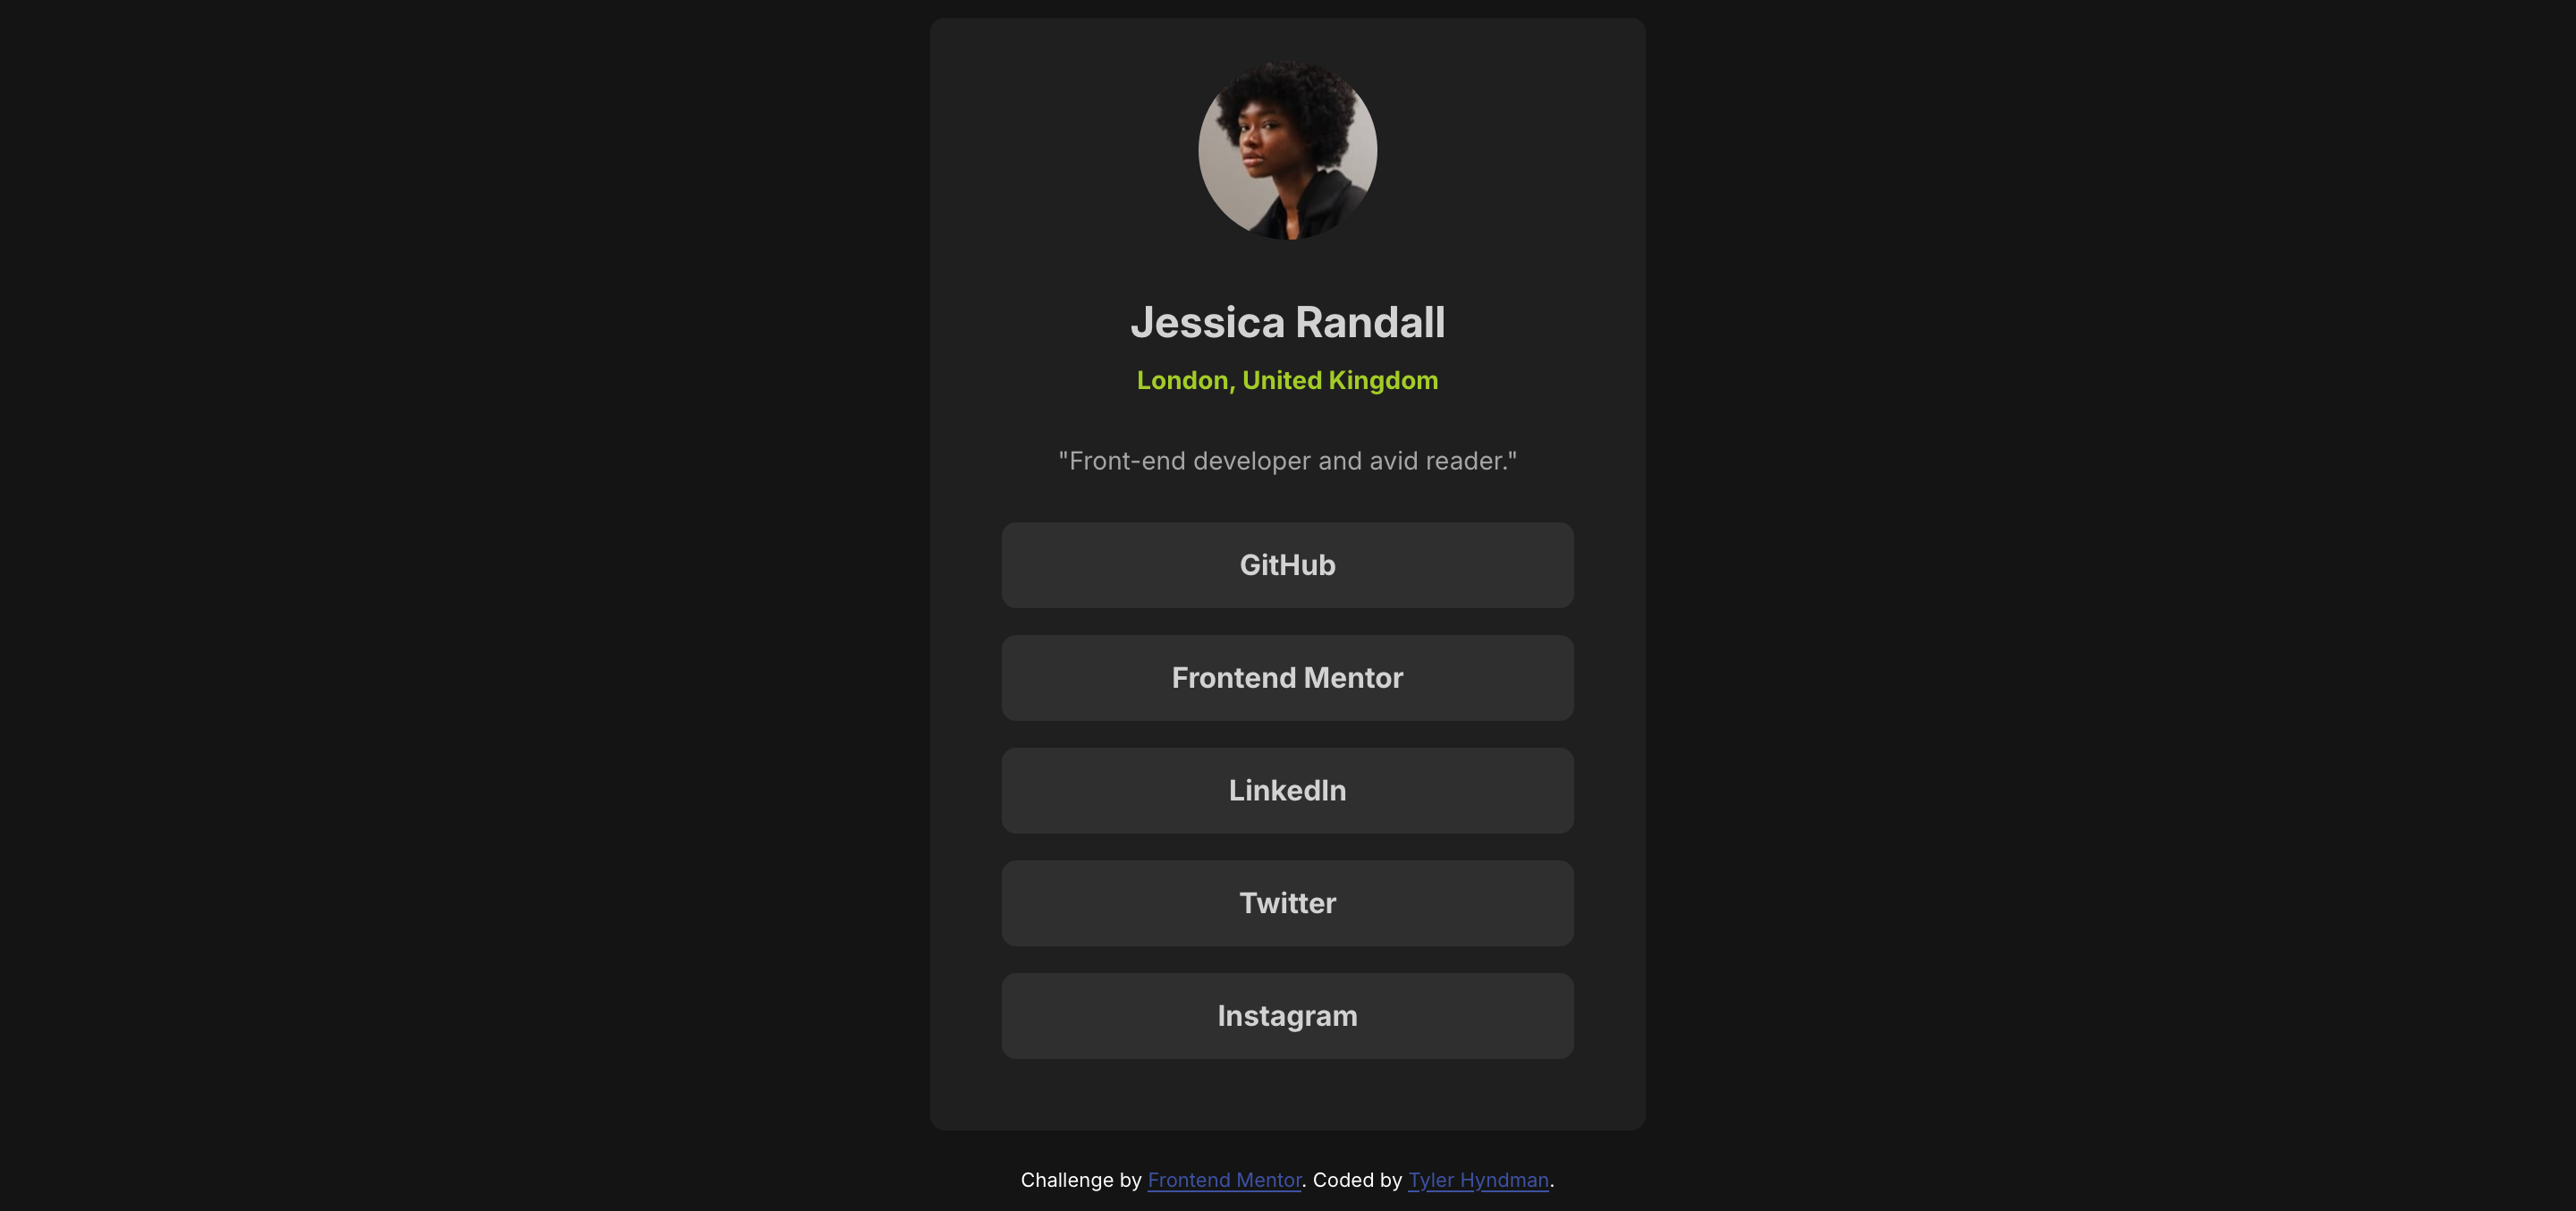 Jessica Randall
London, United Kingdom
"Front-end developer and avid reader."
GitHub
Frontend Mentor
LinkedIn
Twitter
Instagram
Challenge by Frontend Mentor. Coded by Tyler Hyndman.